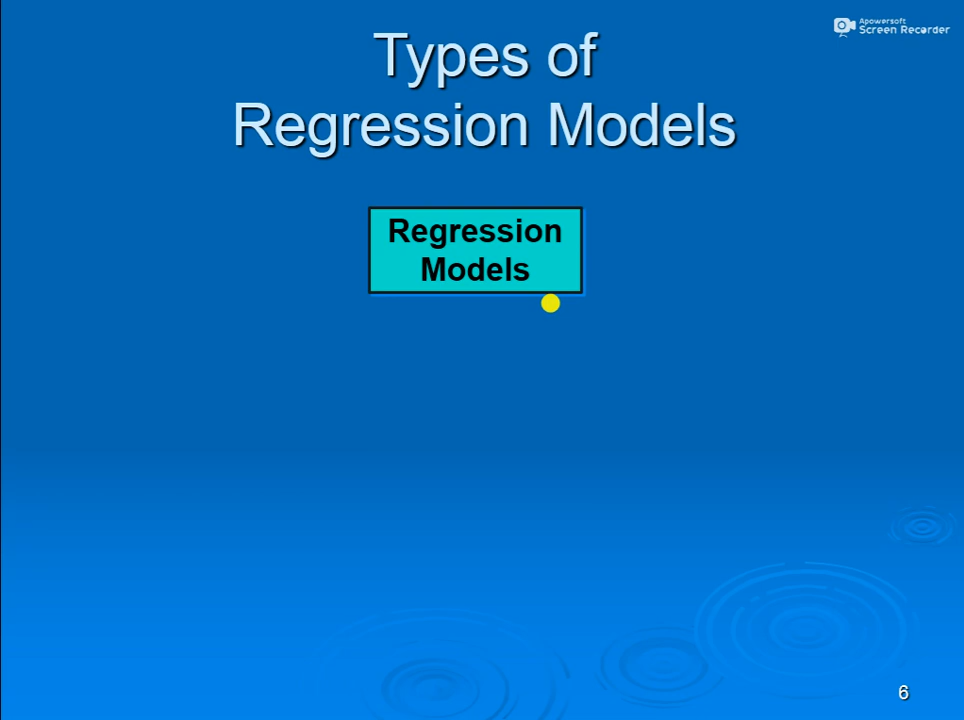 Apowersoft
Screen Recorder
Types of
Regression Models
Regression
Models
6